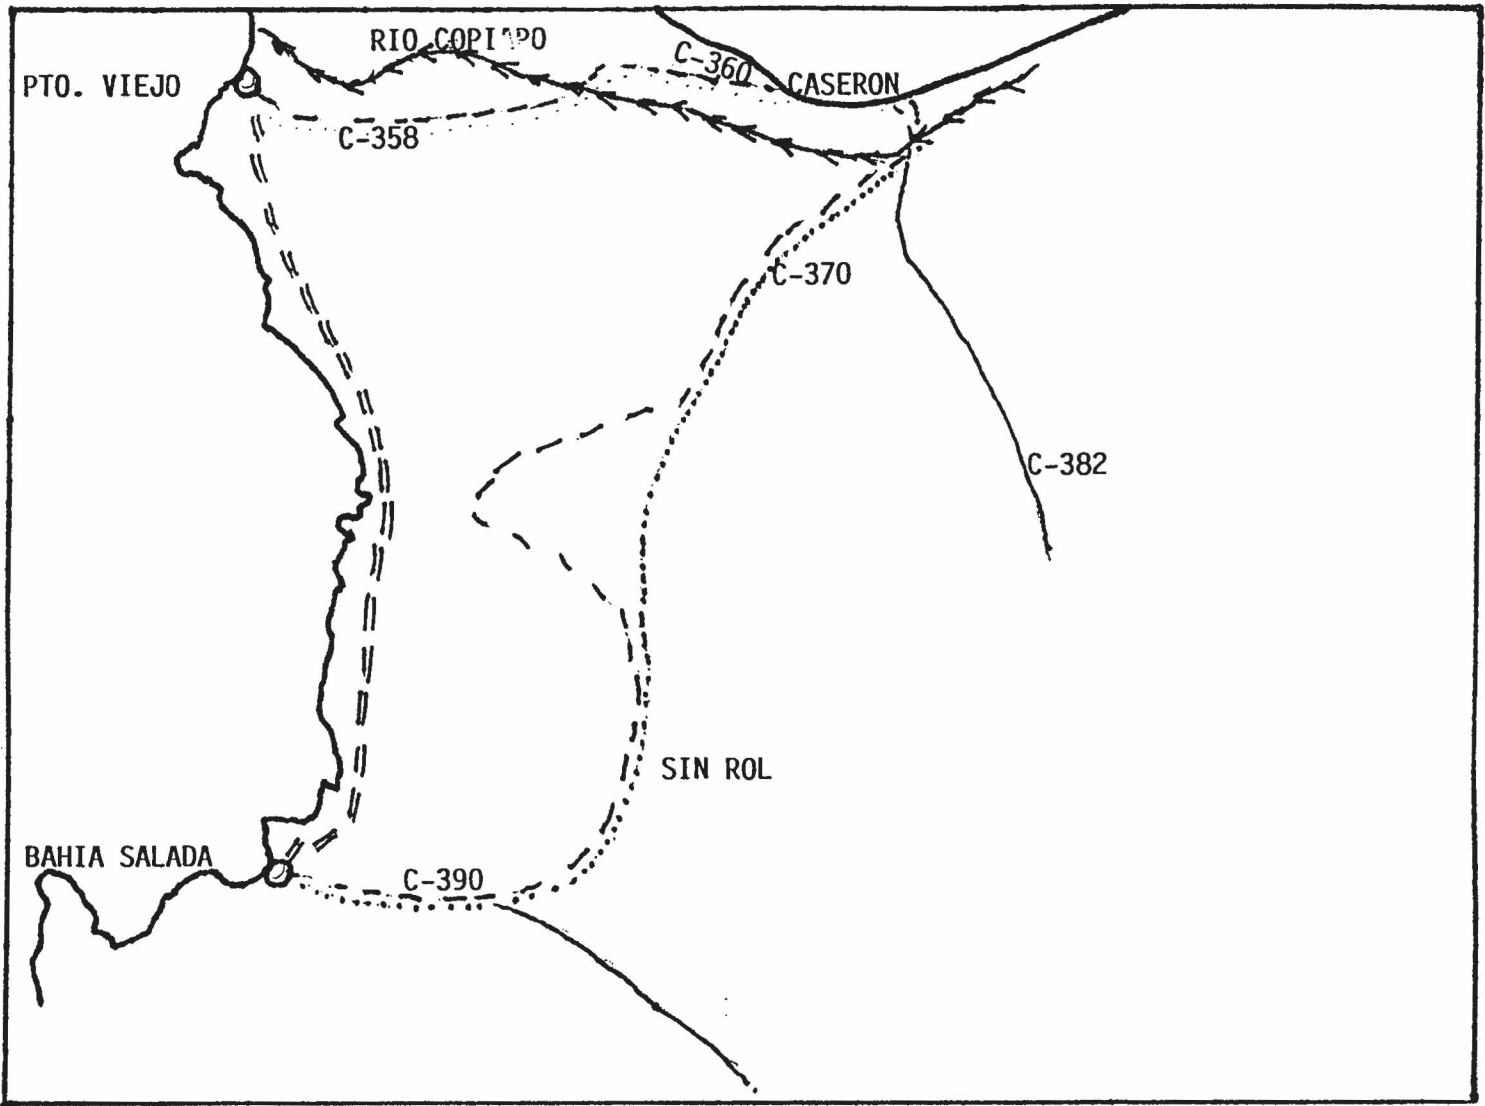 RIO COPIAPO
PTO. VIEJO
C-360
CASERON
C-358
C-370
C-382
SIN ROL
BAHIA SALADA
C-390